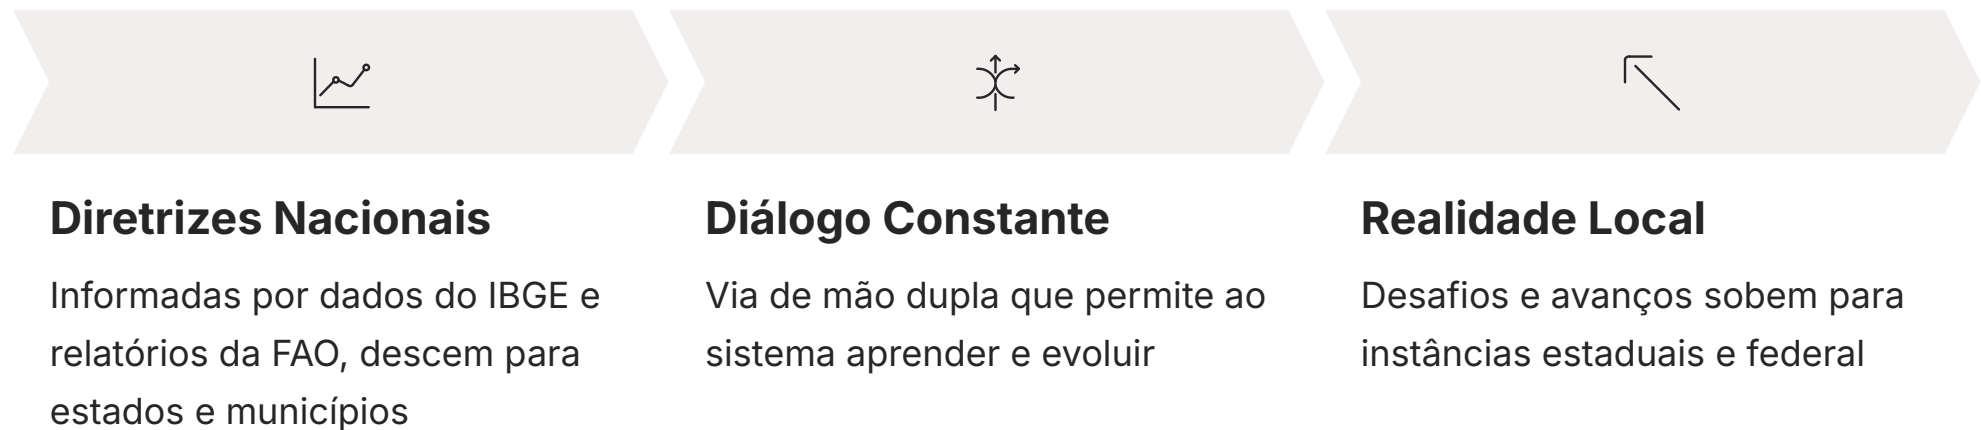 Diretrizes Nacionais
Informadas por dados do IBGE e
relatórios da FAO, descem para
estados e municípios
Diálogo Constante
Via de mão dupla que permite ao
sistema aprender e evoluir
Realidade Local
Desafios e avanços sobem para
instâncias estaduais e federal